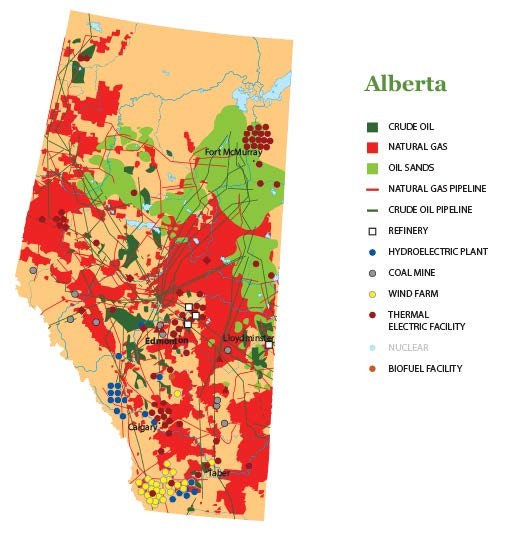 Alberta
CRUDE OIL
NATURAL GAS
OIL SANDS
NATURAL GAS PIPELINE
CRUDE OIL PIPELINE
REFINERY
HYDROELECTRIC PLANT
COAL MINE
WIND FARM
THERMAL
ELECTRIC FACILITY
NUCLEAR
BIOFUEL FACILITY
Fort McMurray
Edmonton
Lloydminster
Calgary
Taber